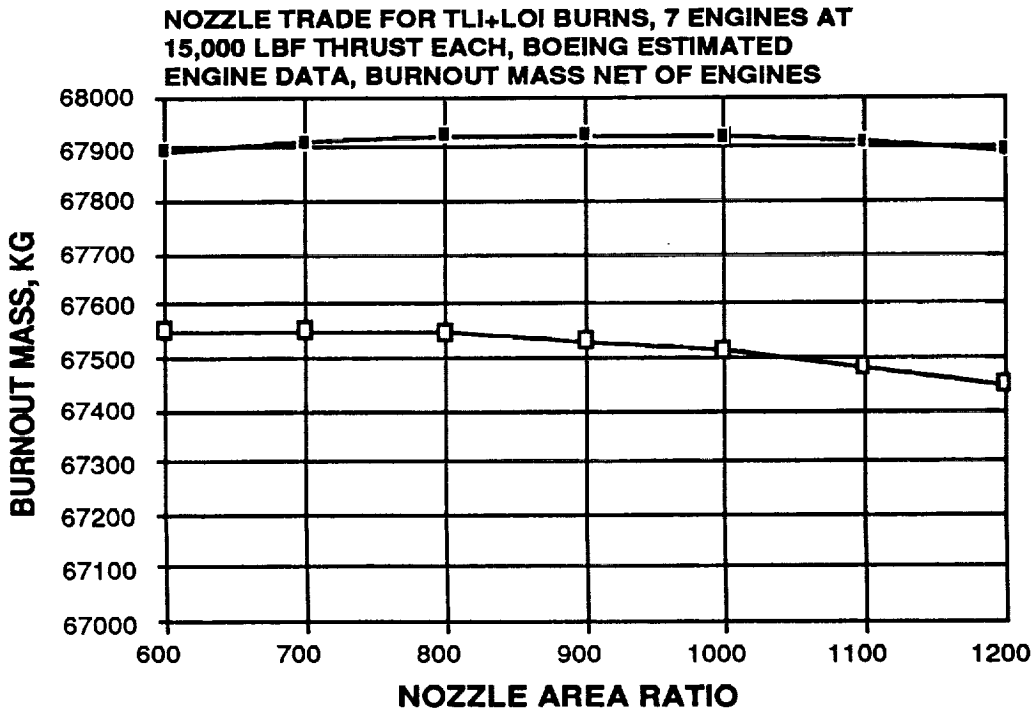 NOZZLE TRADE FOR TLI+LOI BURNS, 7 ENGINES AT
15,000 LBF THRUST EACH, BOEING ESTIMATED
ENGINE DATA, BURNOUT MASS NET OF ENGINES
68000
67900
67800
67700
67600
67500
67400
67300
67200
67100
67000
BURNOUT MASS, KG
600 700 800 900 1000 1100 1200
NOZZLE AREA RATIO